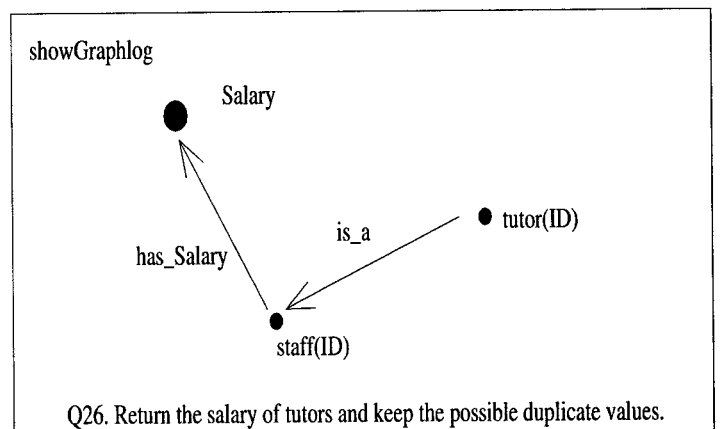 showGraphlog
Salary
tutor(ID)
is_a
has_Salary
staff(ID)
Q26. Return the salary of tutors and keep the possible duplicate values.